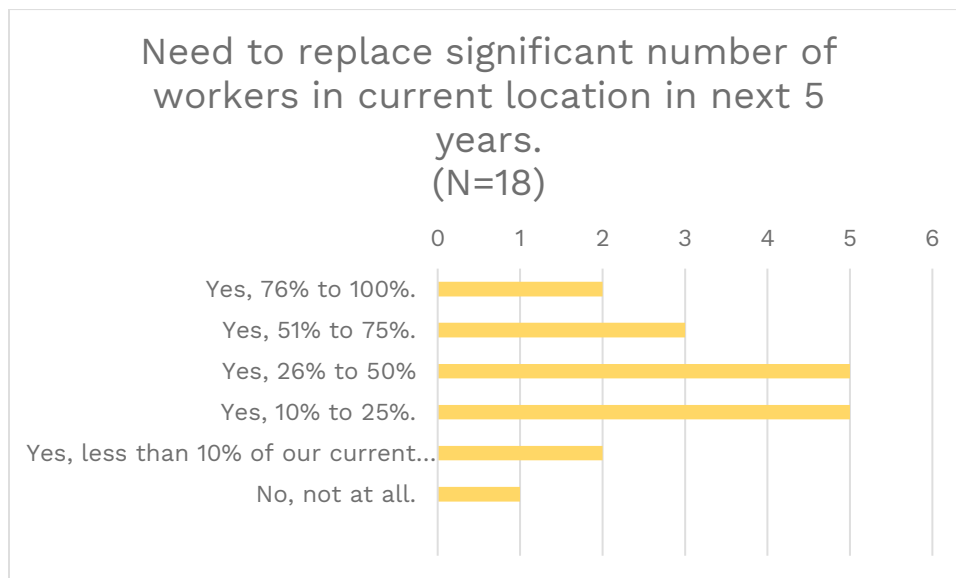 Need to replace significant number of
workers in current location in next 5
years.
(N=18)
0 1 2 3 4 5 6
Yes, 76% to 100%.
Yes, 51% to 75%.
Yes, 26% to 50%
Yes, 10% to 25%.
Yes, less than 10% of our current...
No, not at all.